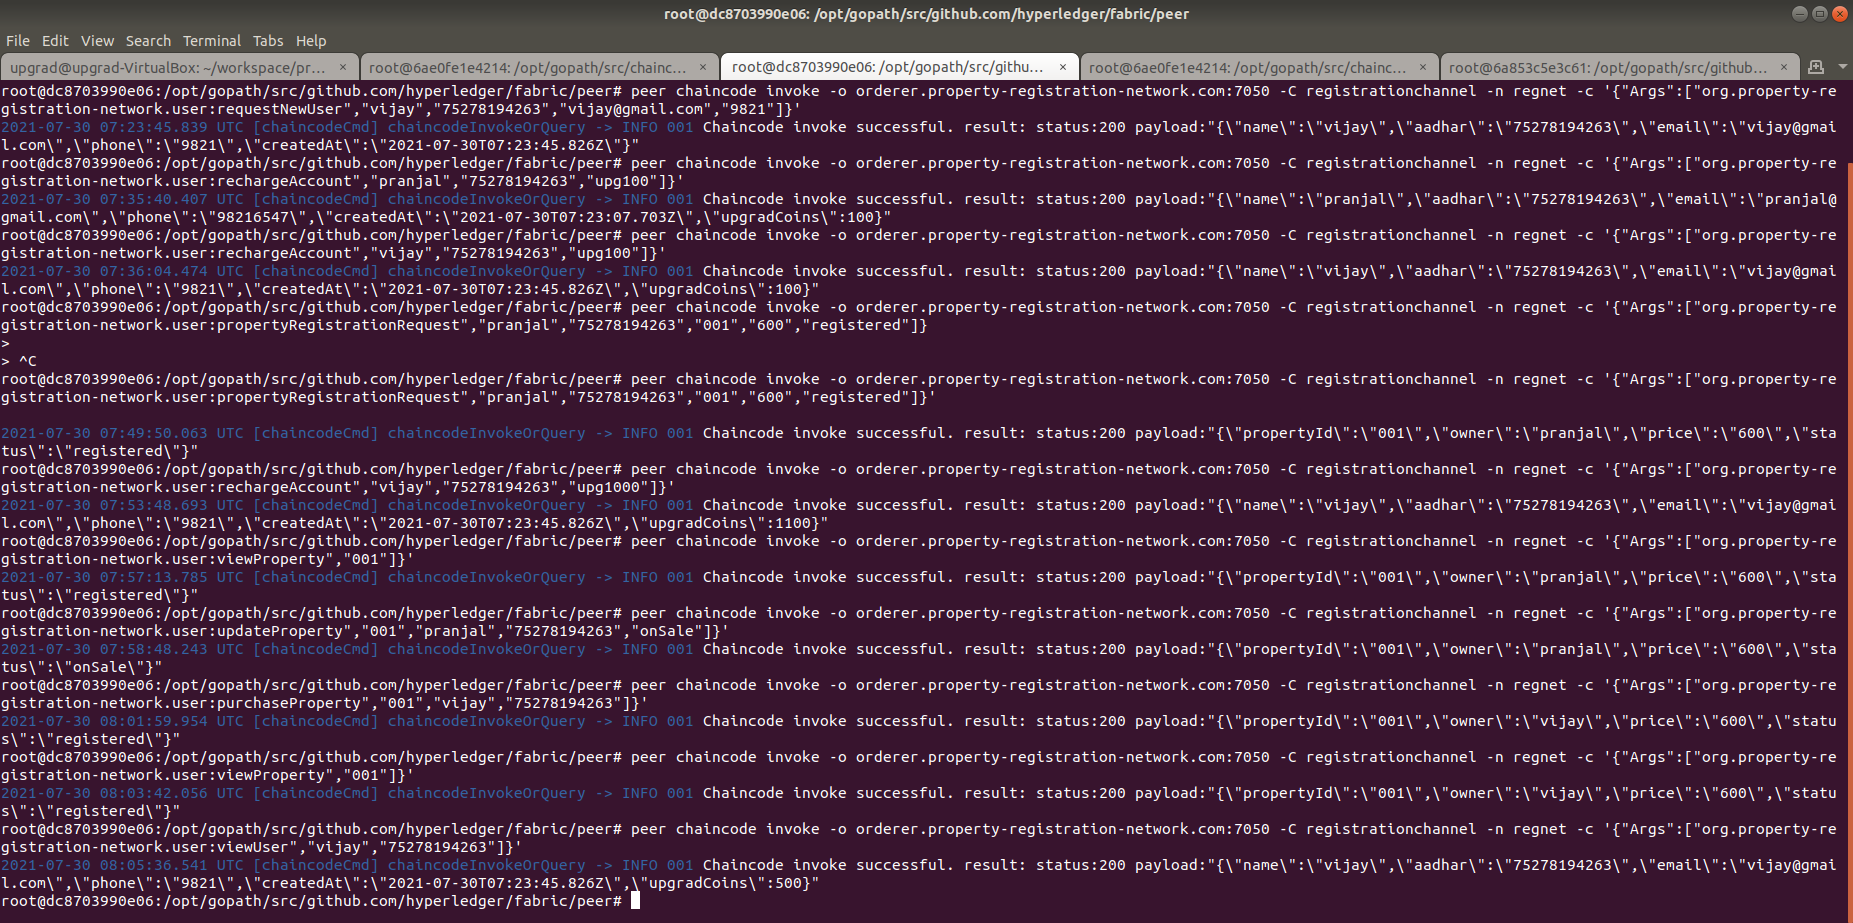 root@dc8703990e06: /opt/gopath/src/github.com/hyperledger/fabric/peer
File Edit View Search Terminal Tabs Help
upgrad@upgrad-VirtualBox: ~/workspace/pr... × root@6ae0fe1e4214: /opt/gopath/src/chainc... × root@dc8703990e06: /opt/gopath/src/githu... × root@6ae0fe1e4214: /opt/gopath/src/chainc... × root@6a853c5e3c61: /opt/gopath/src/github... ×
root@dc8703990e06:/opt/gopath/src/github.com/hyperledger/fabric/peer# peer chaincode invoke -o orderer.property-registration-network.com:7050 -C registrationchannel -n regnet -c '{"Args":["org.property-re
gistration-network.user:requestNewUser","vijay","75278194263","vijay@gmail.com","9821"]}'
2021-07-30 07:23:45.839 UTC [chaincodeCmd] chaincodeInvokeOrQuery -> INFO 001 Chaincode invoke successful. result: status:200 payload:"{\"name\":\"vijay\",\"aadhar\":\"75278194263\",\"email\":\"vijay@gmai
l.com\",\"phone\":\"9821\",\"createdAt\":\"2021-07-30T07:23:45.826Z\"}"
root@dc8703990e06:/opt/gopath/src/github.com/hyperledger/fabric/peer# peer chaincode invoke -o orderer.property-registration-network.com:7050 -C registrationchannel -n regnet -c '{"Args":["org.property-re
gistration-network.user:rechargeAccount","pranjal","75278194263","upg100"]}'
2021-07-30 07:35:40.407 UTC [chaincodeCmd] chaincodeInvokeOrQuery -> INFO 001 Chaincode invoke successful. result: status:200 payload:"{\"name\":\"pranjal\",\"aadhar\":\"75278194263\",\"email\":\"pranjal@
gmail.com\",\"phone\":\"98216547\",\"createdAt\":\"2021-07-30T07:23:07.703Z\",\"upgradCoins\":100}"
root@dc8703990e06:/opt/gopath/src/github.com/hyperledger/fabric/peer# peer chaincode invoke -o orderer.property-registration-network.com:7050 -C registrationchannel -n regnet -c '{"Args":["org.property-re
gistration-network.user:rechargeAccount","vijay","75278194263","upg100"]}'
2021-07-30 07:36:04.474 UTC [chaincodeCmd] chaincodeInvokeOrQuery -> INFO 001 Chaincode invoke successful. result: status:200 payload:"{\"name\":\"vijay\",\"aadhar\":\"75278194263\",\"email\":\"vijay@gmai
l.com\",\"phone\":\"9821\",\"createdAt\":\"2021-07-30T07:23:45.826Z\",\"upgradCoins\":100}"
root@dc8703990e06:/opt/gopath/src/github.com/hyperledger/fabric/peer# peer chaincode invoke -o orderer.property-registration-network.com:7050 -C registrationchannel -n regnet -c '{"Args":["org.property-re
gistration-network.user:propertyRegistrationRequest","pranjal","75278194263","001","600","registered"]}
>
> ^C
root@dc8703990e06:/opt/gopath/src/github.com/hyperledger/fabric/peer# peer chaincode invoke -o orderer.property-registration-network.com:7050 -C registrationchannel -n regnet -c '{"Args":["org.property-re
gistration-network.user:propertyRegistrationRequest","pranjal","75278194263","001","600","registered"]}'
2021-07-30 07:49:50.063 UTC [chaincodeCmd] chaincodeInvokeOrQuery -> INFO 001 Chaincode invoke successful. result: status:200 payload:"{\"propertyId\":\"001\",\"owner\":\"pranjal\",\"price\":\"600\",\"sta
tus\":\"registered\"}"
root@dc8703990e06:/opt/gopath/src/github.com/hyperledger/fabric/peer# peer chaincode invoke -o orderer.property-registration-network.com:7050 -C registrationchannel -n regnet -c '{"Args":["org.property-re
gistration-network.user:rechargeAccount","vijay","75278194263","upg1000"]}'
2021-07-30 07:53:48.693 UTC [chaincodeCmd] chaincodeInvokeOrQuery -> INFO 001 Chaincode invoke successful. result: status:200 payload:"{\"name\":\"vijay\",\"aadhar\":\"75278194263\",\"email\":\"vijay@gmai
l.com\",\"phone\":\"9821\",\"createdAt\":\"2021-07-30T07:23:45.826Z\",\"upgradCoins\":1100}"
root@dc8703990e06:/opt/gopath/src/github.com/hyperledger/fabric/peer# peer chaincode invoke -o orderer.property-registration-network.com:7050 -C registrationchannel -n regnet -c '{"Args":["org.property-re
gistration-network.user:viewProperty","001"]}'
2021-07-30 07:57:13.785 UTC [chaincodeCmd] chaincodeInvokeOrQuery -> INFO 001 Chaincode invoke successful. result: status:200 payload:"{\"propertyId\":\"001\",\"owner\":\"pranjal\",\"price\":\"600\",\"sta
tus\":\"registered\"}"
root@dc8703990e06:/opt/gopath/src/github.com/hyperledger/fabric/peer# peer chaincode invoke -o orderer.property-registration-network.com:7050 -C registrationchannel -n regnet -c '{"Args":["org.property-re
gistration-network.user:updateProperty","001","pranjal","75278194263","onSale"]}'
2021-07-30 07:58:48.243 UTC [chaincodeCmd] chaincodeInvokeOrQuery -> INFO 001 Chaincode invoke successful. result: status:200 payload:"{\"propertyId\":\"001\",\"owner\":\"pranjal\",\"price\":\"600\",\"sta
tus\":\"onSale\"}"
root@dc8703990e06:/opt/gopath/src/github.com/hyperledger/fabric/peer# peer chaincode invoke -o orderer.property-registration-network.com:7050 -C registrationchannel -n regnet -c '{"Args":["org.property-re
gistration-network.user:purchaseProperty","001","vijay","75278194263"]}'
2021-07-30 08:01:59.954 UTC [chaincodeCmd] chaincodeInvokeOrQuery -> INFO 001 Chaincode invoke successful. result: status:200 payload:"{\"propertyId\":\"001\",\"owner\":\"vijay\",\"price\":\"600\",\"statu
s\":\"registered\"}"
root@dc8703990e06:/opt/gopath/src/github.com/hyperledger/fabric/peer# peer chaincode invoke -o orderer.property-registration-network.com:7050 -C registrationchannel -n regnet -c '{"Args":["org.property-re
gistration-network.user:viewProperty","001"]}'
2021-07-30 08:03:42.056 UTC [chaincodeCmd] chaincodeInvokeOrQuery -> INFO 001 Chaincode invoke successful. result: status:200 payload:"{\"propertyId\":\"001\",\"owner\":\"vijay\",\"price\":\"600\",\"statu
s\":\"registered\"}"
root@dc8703990e06:/opt/gopath/src/github.com/hyperledger/fabric/peer# peer chaincode invoke -o orderer.property-registration-network.com:7050 -C registrationchannel -n regnet -c '{"Args":["org.property-re
gistration-network.user:viewUser","vijay","75278194263"]}'
2021-07-30 08:05:36.541 UTC [chaincodeCmd] chaincodeInvokeOrQuery -> INFO 001 Chaincode invoke successful. result: status:200 payload:"{\"name\":\"vijay\",\"aadhar\":\"75278194263\",\"email\":\"vijay@gmai
l.com\",\"phone\":\"9821\",\"createdAt\":\"2021-07-30T07:23:45.826Z\",\"upgradCoins\":500}"
root@dc8703990e06:/opt/gopath/src/github.com/hyperledger/fabric/peer#